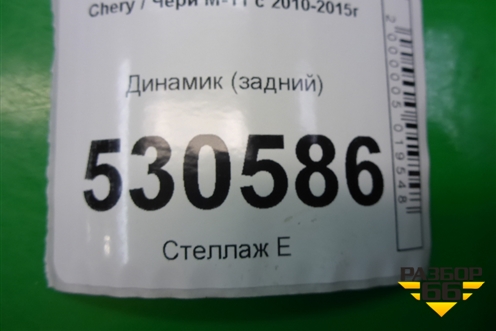 Chery / Чери М-11 с 2010-2015г
Динамик (задний)
530586
Стеллаж Е
2000005019548
РАЗБОР
66